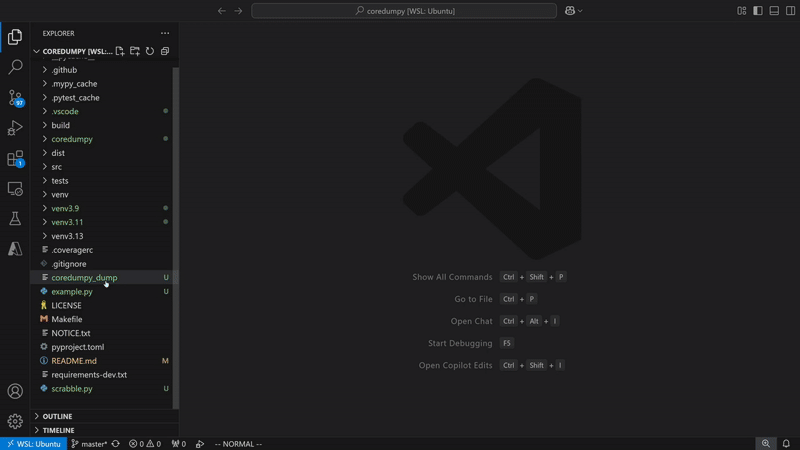 coredumpy [WSL: Ubuntu]
EXPLORER
COREDUMPY [WSL:...
.github
.mypy_cache
.pytest_cache
.vscode
build
coredumpy
dist
src
tests
venv
venv3.9
venv3.11
venv3.13
.coveragerc
.gitignore
coredumpy_dump U
example.py U
LICENSE
Makefile
NOTICE.txt
pyproject.toml
README.md M
requirements-dev.txt
scrabble.py U
OUTLINE
TIMELINE
97
1
Show All Commands Ctrl + Shift + P
Go to File Ctrl + P
Open Chat Ctrl + Alt + I
Start Debugging F5
Open Copilot Edits Ctrl + Shift + I
WSL: Ubuntu master* 0 0 0 -- NORMAL --